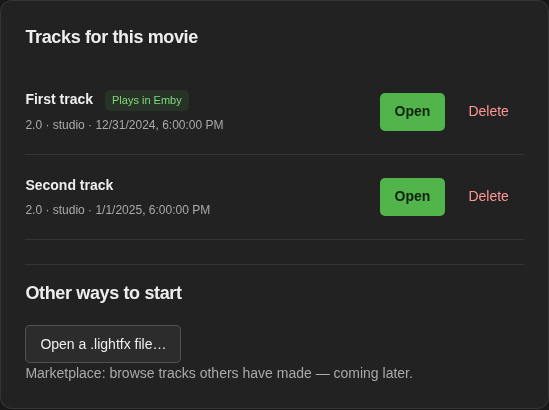 Tracks for this movie
First track Plays in Emby
2.0 · studio · 12/31/2024, 6:00:00 PM
Open Delete
Second track
2.0 · studio · 1/1/2025, 6:00:00 PM
Open Delete
Other ways to start
Open a .lightfx file…
Marketplace: browse tracks others have made — coming later.